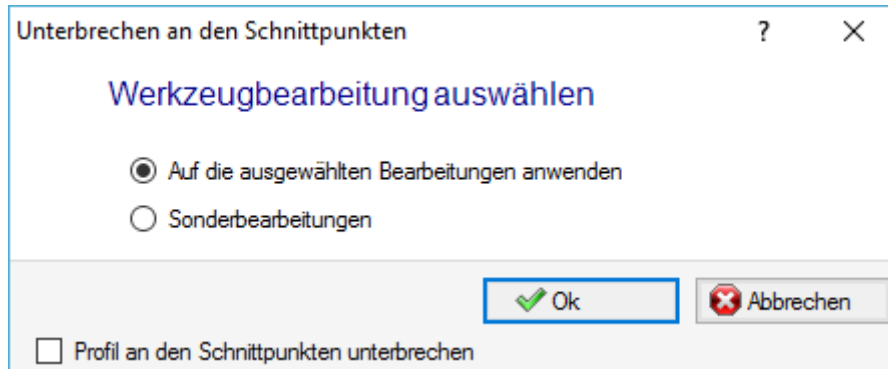 Unterbrechen an den Schnittpunkten ?
Werkzeugbearbeitung auswählen
Auf die ausgewählten Bearbeitungen anwenden
Sonderbearbeitungen
Ok Abbrechen
Profil an den Schnittpunkten unterbrechen